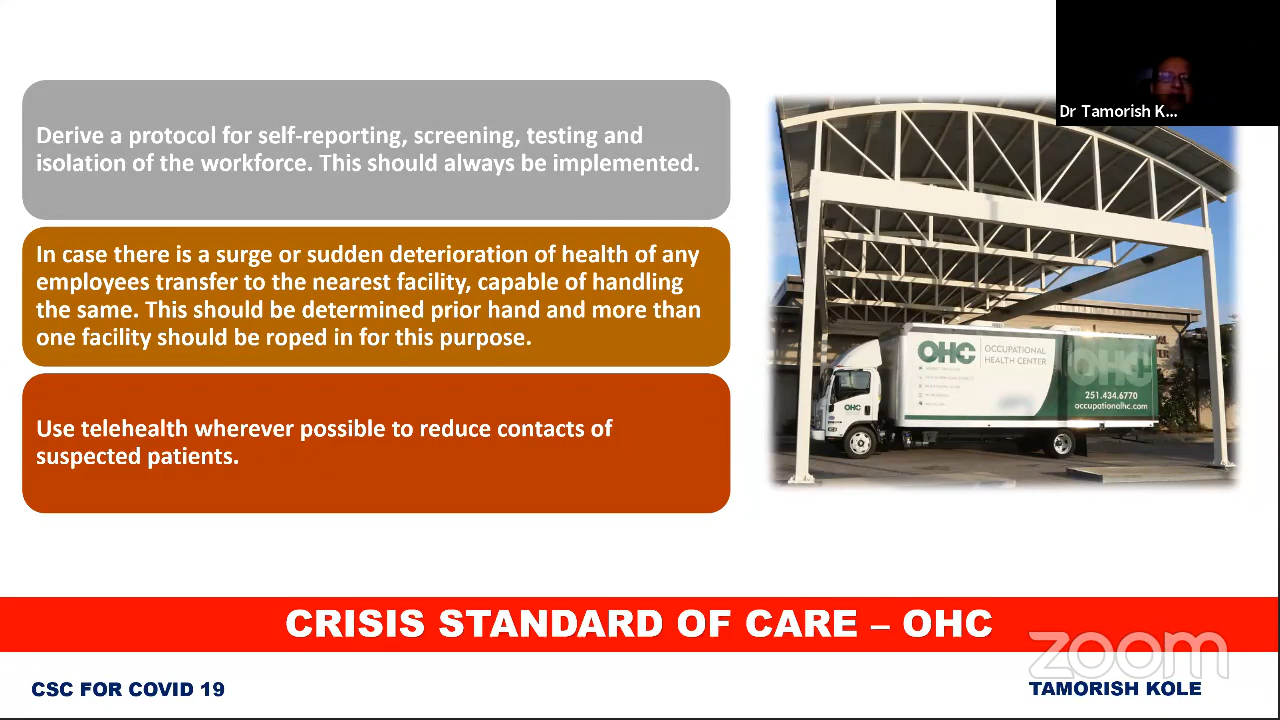 Dr Tamorish K...
Derive a protocol for self-reporting, screening, testing and
isolation of the workforce. This should always be implemented.
In case there is a surge or sudden deterioration of health of any
employees transfer to the nearest facility, capable of handling
the same. This should be determined prior hand and more than
one facility should be roped in for this purpose.
Use telehealth wherever possible to reduce contacts of
suspected patients.
OHC
OCCUPATIONAL
HEALTH CENTER
OHC
251.434.6770
occupationalhc.com
OHC
CRISIS STANDARD OF CARE – OHC
zoom
CSC FOR COVID 19
TAMORISH KOLE